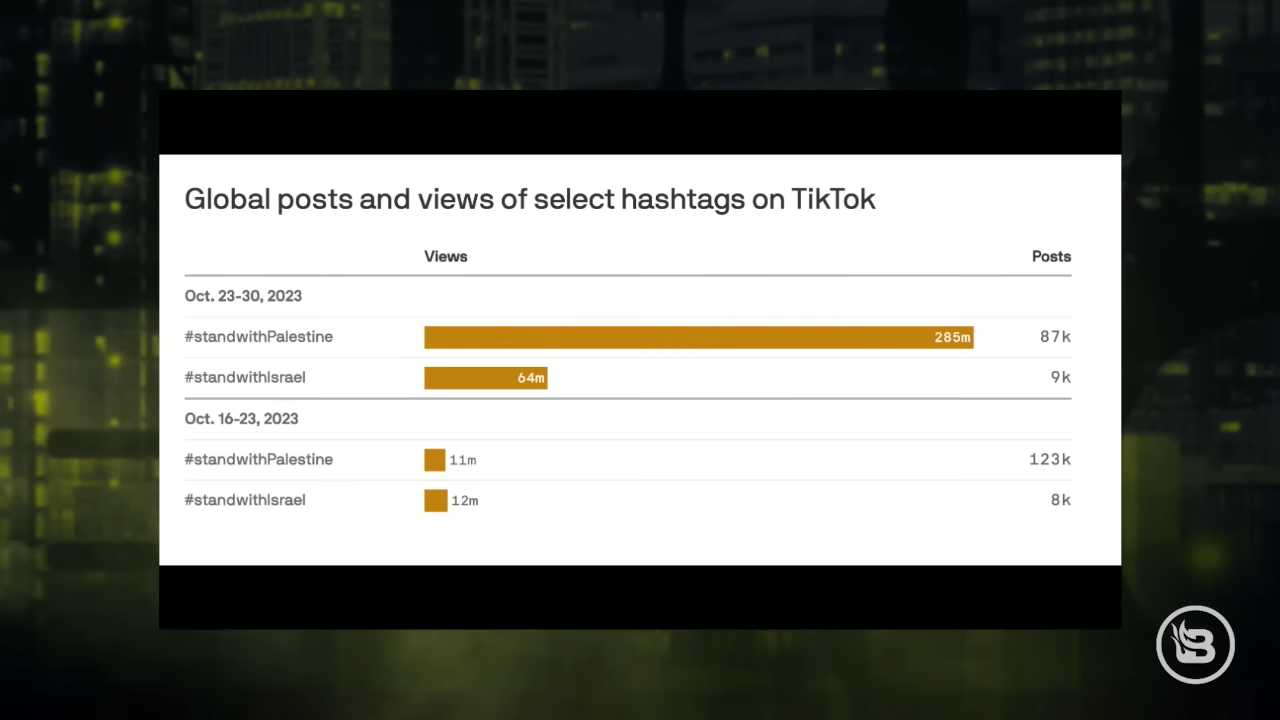 Global posts and views of select hashtags on TikTok
Views Posts
Oct. 23-30, 2023
#standwithPalestine 285m 87k
#standwithIsrael 64m 9k
Oct. 16-23, 2023
#standwithPalestine 11m 123k
#standwithIsrael 12m 8k
B